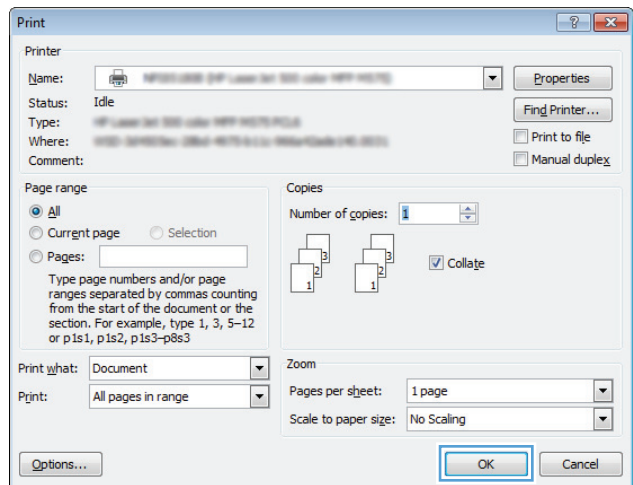 Print
Printer
Name:
Properties
Status: Idle
Find Printer...
Type:
Where:
Print to file
Comment:
Manual duplex
Page range
All
Current page Selection
Pages:
Type page numbers and/or page
ranges separated by commas counting
from the start of the document or the
section. For example, type 1, 3, 5–12
or p1s1, p1s2, p1s3–p8s3
Copies
Number of copies: 1
3 3
2 2
1 1
Collate
Print what: Document
Print: All pages in range
Zoom
Pages per sheet: 1 page
Scale to paper size: No Scaling
Options...
OK
Cancel